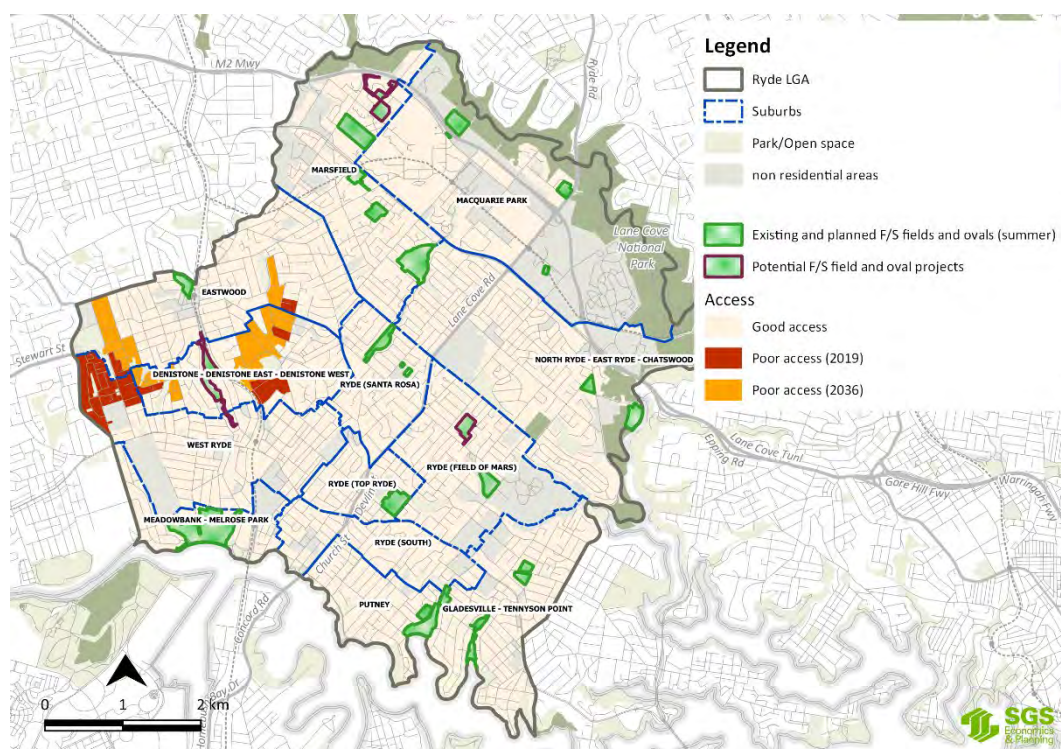 Legend
Ryde LGA
Suburbs
Park/Open space
non residential areas
Existing and planned F/S fields and ovals (summer)
Potential F/S field and oval projects
Access
Good access
Poor access (2019)
Poor access (2036)
M2 Mwy
Ryde Rd
MARSFIELD
MACQUARIE PARK
Lane Cove
National
Park
EASTWOOD
Lane Cove Rd
Stewart St
DENISTONE - DENISTONE EAST - DENISTONE WEST
NORTH RYDE - EAST RYDE - CHATSWOOD
RYDE (SANTA ROSA)
WEST RYDE
RYDE (FIELD OF MARS)
Lane Cove Tunl
Epping Rd
Gore Hill Fwy
Warringah Fwy
RYDE (TOP RYDE)
Devlin
MEADOWBANK - MELROSE PARK
RYDE (SOUTH)
Church St
PUTNEY
GLADESVILLE - TENNYSON POINT
Concord Rd
Bay Dr
0 1 2 km
SGS
Economics
& Planning